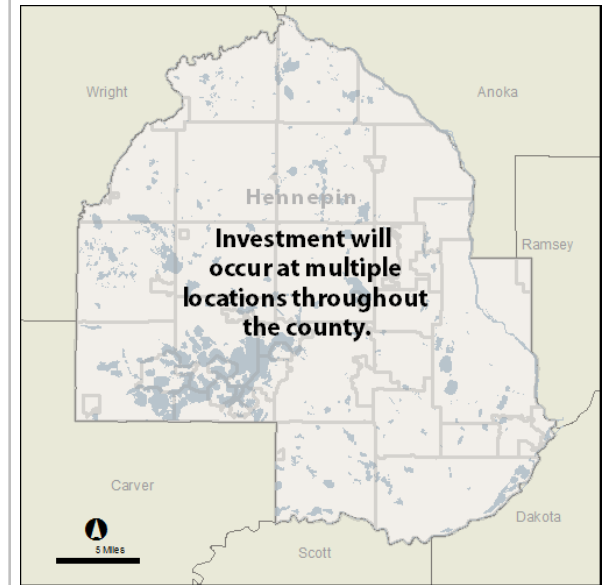 Wright
Anoka
Hennepin
Investment will
occur at multiple
locations throughout
the county.
Ramsey
Carver
5 Miles
Scott
Dakota